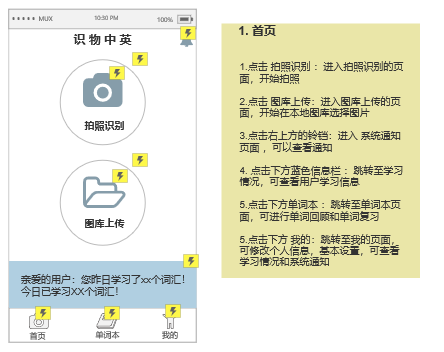 MUX
10:30 PM
100%
识物中英
拍照识别
图库上传
亲爱的用户：您昨日学习了xx个词汇！
今日已学习XX个词汇！
首页
单词本
我的
1. 首页
1.点击 拍照识别 ：进入拍照识别的页
面，开始拍照
2.点击 图库上传：进入图库上传的页
面，开始在本地图库选择图片
3.点击右上方的铃铛：进入 系统通知
页面 ，可以查看通知
4. 点击下方蓝色信息栏 ：跳转至学习
情况，可查看用户学习信息
5.点击下方单词本 ：跳转至单词本页
面，可进行单词回顾和单词复习
5.点击下方 我的：跳转至我的页面，
可修改个人信息，基本设置，可查看
学习情况和系统通知